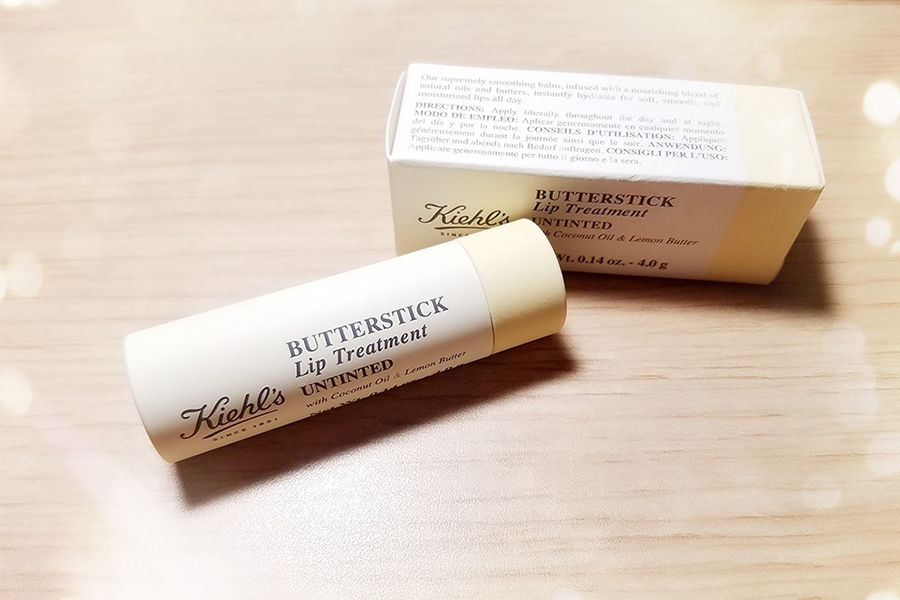 Our supremely smoothing balm, infused with a nourishing blend of
natural oils and butters, instantly hydrates for soft, smooth, and
moisturized lips all day.
DIRECTIONS: Apply liberally throughout the day and at night.
MODO DE EMPLEO: Aplicar generosamente en cualquier momento
del día y por la noche. CONSEILS D'UTILISATION: Appliquer
généreusement durant la journée ainsi que le soir. ANWENDUNG:
Tagsüber und abends nach Bedarf auftragen. CONSIGLI PER L'USO:
Applicare generosamente per tutto il giorno e la sera.
Kiehl's
SINCE
BUTTERSTICK
Lip Treatment
UNTINTED
with Coconut Oil & Lemon Butter
Wt. 0.14 oz. - 4.0 g
Kiehl's
SINCE 1851
BUTTERSTICK
Lip Treatment
UNTINTED
with Coconut Oil & Lemon Butter